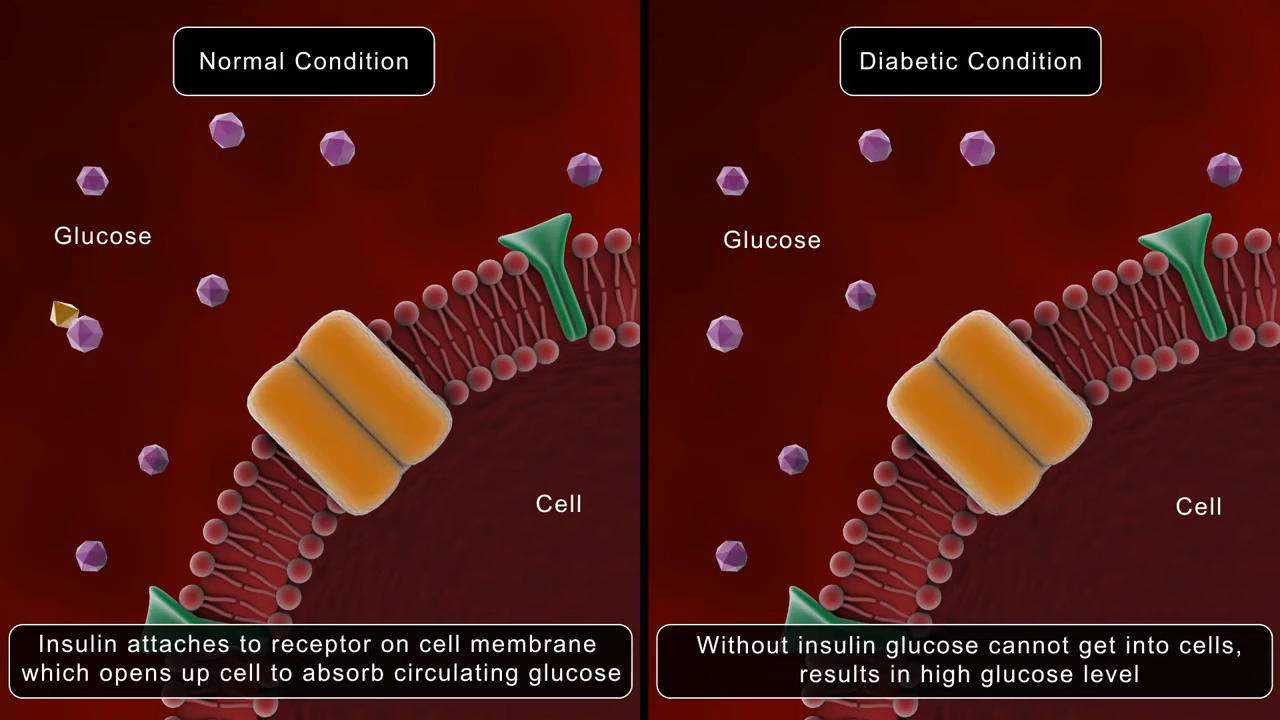 Normal Condition
Glucose
Cell
Insulin attaches to receptor on cell membrane
which opens up cell to absorb circulating glucose
Diabetic Condition
Glucose
Cell
Without insulin glucose cannot get into cells,
results in high glucose level